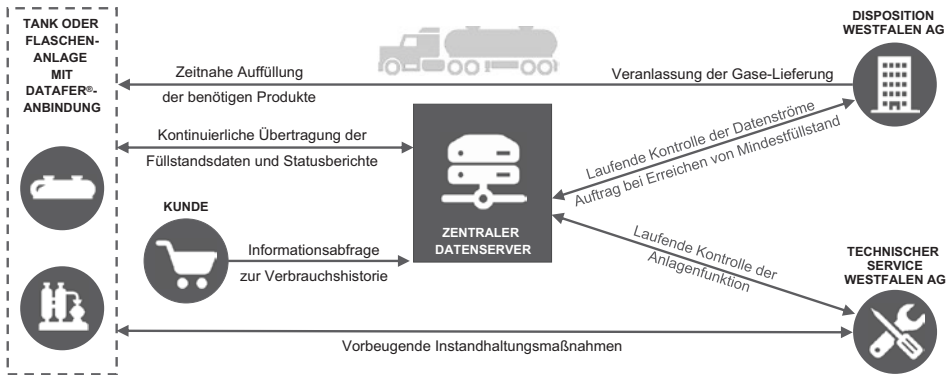 TANK ODER
FLASCHEN-
ANLAGE
MIT
DATAFER®-
ANBINDUNG
DISPOSITION
WESTFALEN AG
Zeitnahe Auffüllung
der benötigen Produkte
Veranlassung der Gase-Lieferung
Kontinuierliche Übertragung der
Füllstandsdaten und Statusberichte
Laufende Kontrolle der Datenströme
Auftrag bei Erreichen von Mindestfüllstand
KUNDE
Informationsabfrage
zur Verbrauchshistorie
ZENTRALER
DATENSERVER
Laufende Kontrolle der
Anlagenfunktion
TECHNISCHER
SERVICE
WESTFALEN AG
Vorbeugende Instandhaltungsmaßnahmen